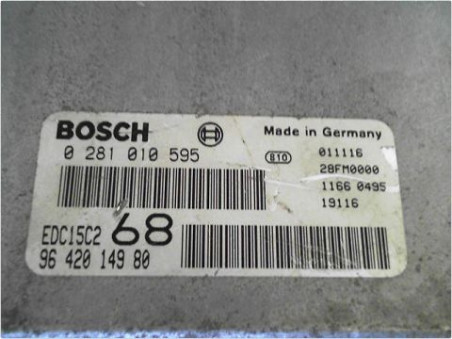 BOSCH
Made in Germany
0 281 010 595
S10
011116
28FM0000
1166 0495
19116
EDC15C2 68
96 420 149 80